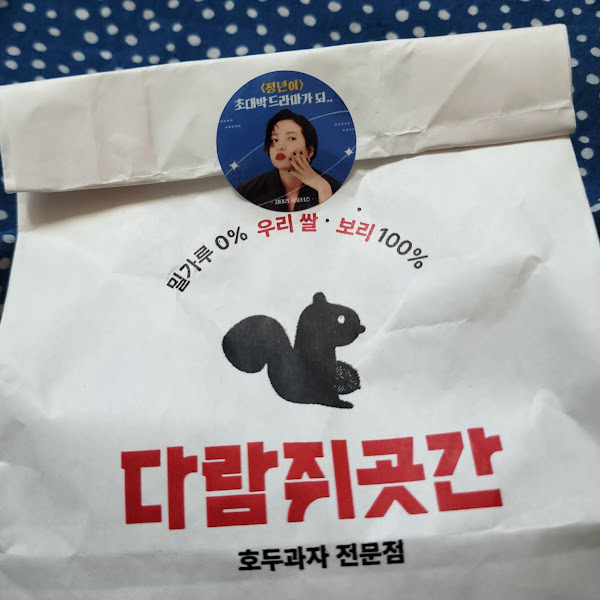 〈정년이〉
초대박 드라마가 되..
밀가루 0% 우리 쌀 · 보리 100%
다람쥐곳간
호두과자 전문점